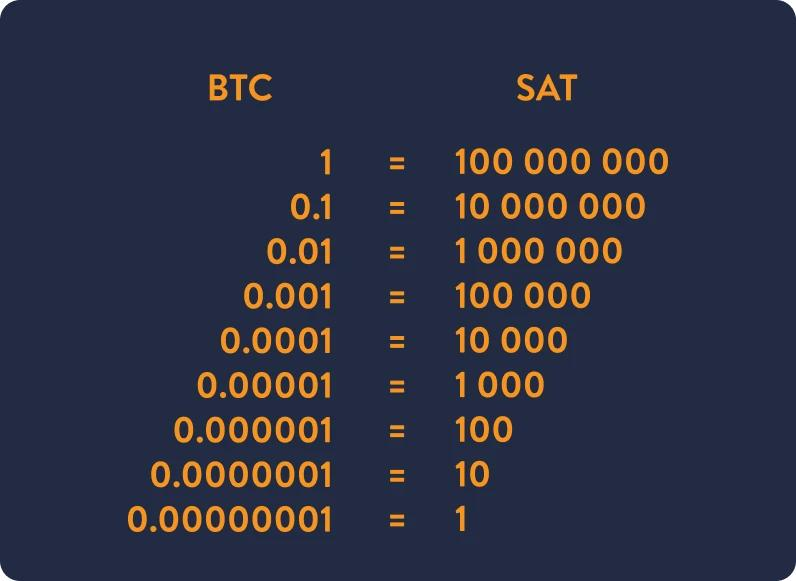 BTC SAT
1 = 100 000 000
0.1 = 10 000 000
0.01 = 1 000 000
0.001 = 100 000
0.0001 = 10 000
0.00001 = 1 000
0.000001 = 100
0.0000001 = 10
0.00000001 = 1